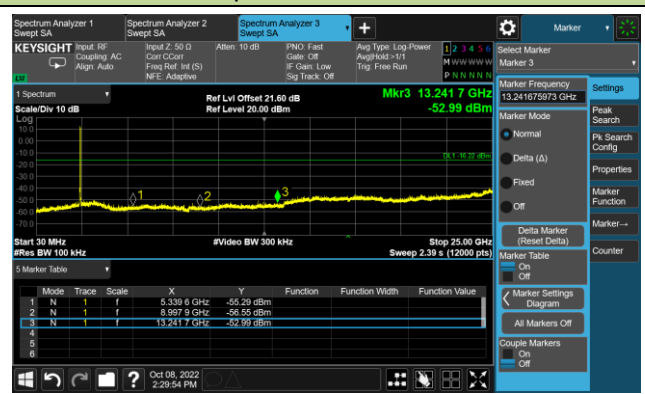 Spectrum Analyzer 1
Swept SA
Spectrum Analyzer 2
Swept SA
Spectrum Analyzer 3
Swept SA
Marker
KEYSIGHT
Input: RF
Coupling: AC
Align: Auto
Input Z: 50 Ω
Corr CCorr
Freq Ref: Int (S)
NFE: Adaptive
Atten: 10 dB
PNO: Fast
Gate: Off
IF Gain: Low
Sig Track: Off
Avg Type: Log-Power
Avg|Hold:>1/1
Trig: Free Run
1 2 3 4 5 6
M W W W W W
P N N N N N
LXI
Select Marker
Marker 3
1 Spectrum
Scale/Div 10 dB
Log
Ref Lvl Offset 21.60 dB
Ref Level 20.00 dBm
Mkr3 13.241 7 GHz
-52.99 dBm
10.0
0.00
-10.0
-20.0
-30.0
-40.0
-50.0
-60.0
-70.0
DL1 -16.22 dBm
1
2
3
Start 30 MHz
#Res BW 100 kHz
#Video BW 300 kHz
Stop 25.00 GHz
Sweep 2.39 s (12000 pts)
5 Marker Table
Mode Trace Scale X Y Function Function Width Function Value
1 N 1 f 5.339 6 GHz -55.29 dBm
2 N 1 f 8.997 9 GHz -56.55 dBm
3 N 1 f 13.241 7 GHz -52.99 dBm
4
5
6
Marker Frequency
13.241675973 GHz
Marker Mode
Normal
Delta (Δ)
Fixed
Off
Delta Marker
(Reset Delta)
Marker Table
On
Off
Marker Settings
Diagram
All Markers Off
Couple Markers
On
Off
Settings
Peak
Search
Pk Search
Config
Properties
Marker
Function
Marker→
Counter
?
Oct 08, 2022
2:29:54 PM